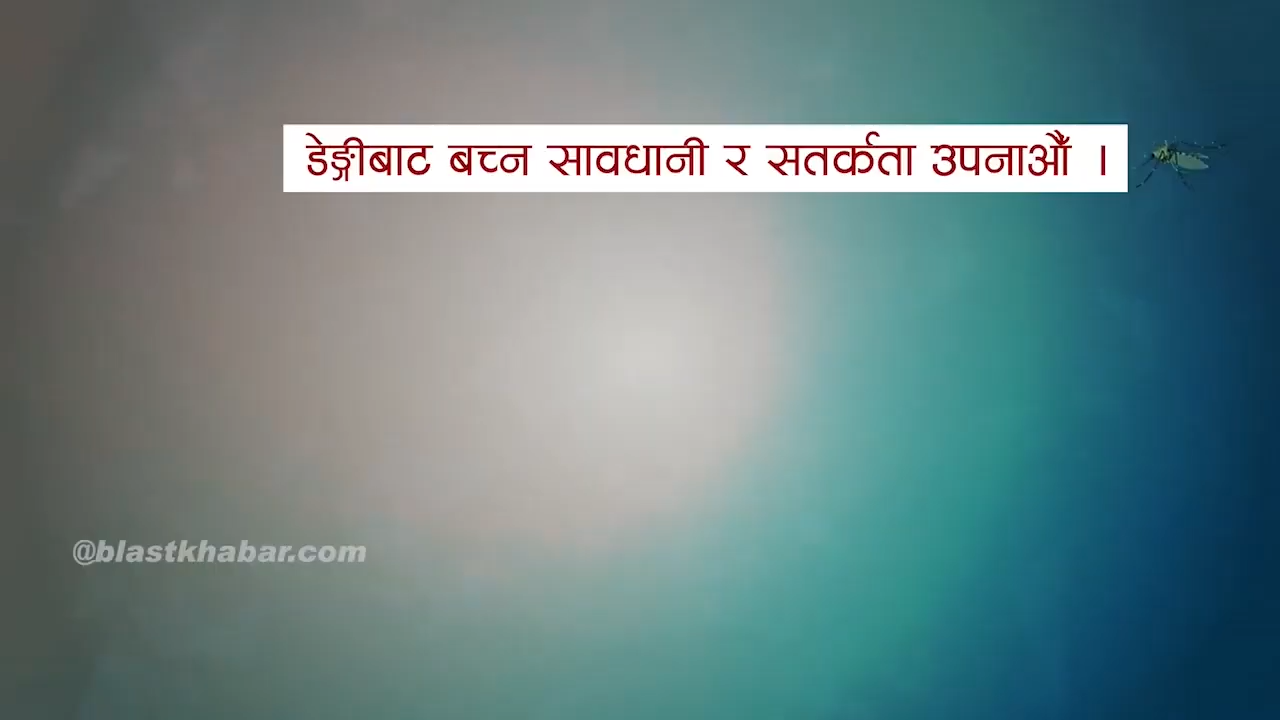 डेङ्गीबाट बच्न सावधानी र सतर्कता उपनाऔँ ।
@blastkhabar.com